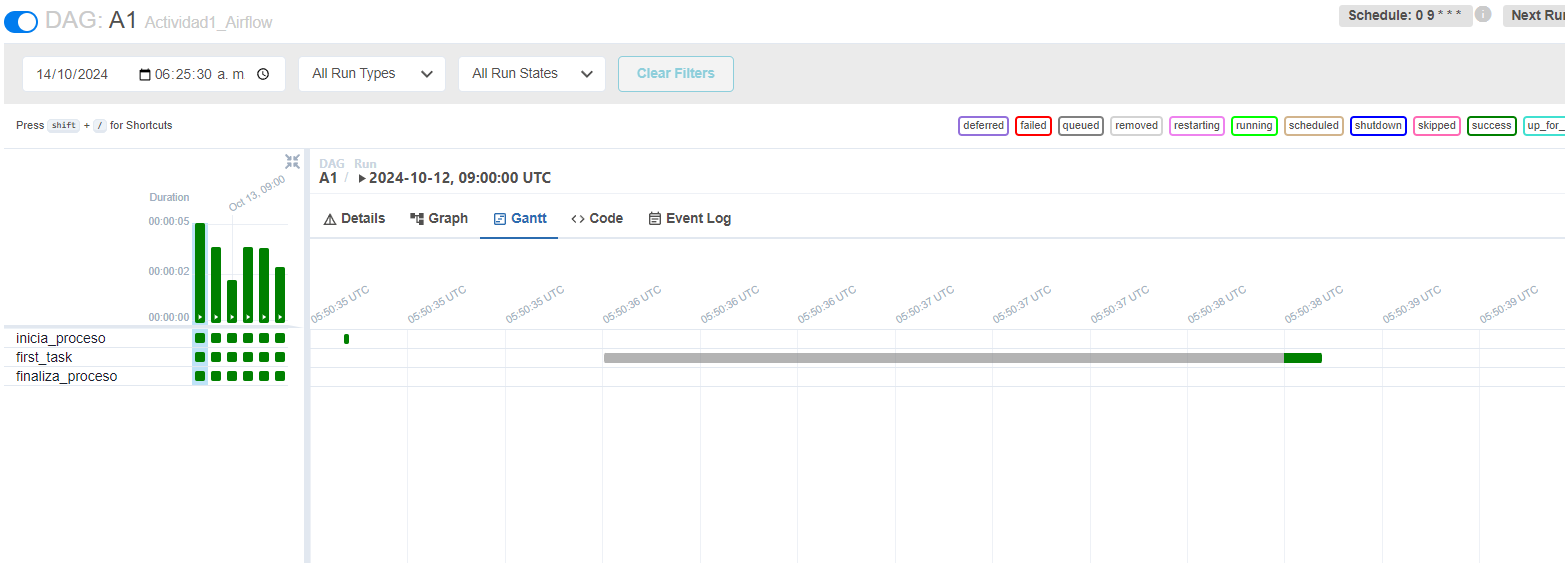 DAG: A1 Actividad1_Airflow
Schedule: 0 9 * * *
Next Run
14/10/2024 06:25:30 a. m
All Run Types
All Run States
Clear Filters
Press shift + / for Shortcuts
deferred failed queued removed restarting running scheduled shutdown skipped success up_for_
DAG Run
A1 / 2024-10-12, 09:00:00 UTC
Details Graph Gantt Code Event Log
Oct 13, 09:00
Duration
00:00:05
00:00:02
00:00:00
05:50:35 UTC 05:50:35 UTC 05:50:35 UTC 05:50:36 UTC 05:50:36 UTC 05:50:36 UTC 05:50:37 UTC 05:50:37 UTC 05:50:37 UTC 05:50:38 UTC 05:50:38 UTC 05:50:39 UTC 05:50:39 UTC
inicia_proceso
first_task
finaliza_proceso